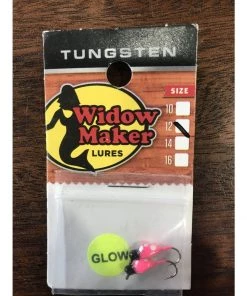 TUNGSTEN
SIZE
10
12
14
16
Widow
Maker
LURES
GLOW